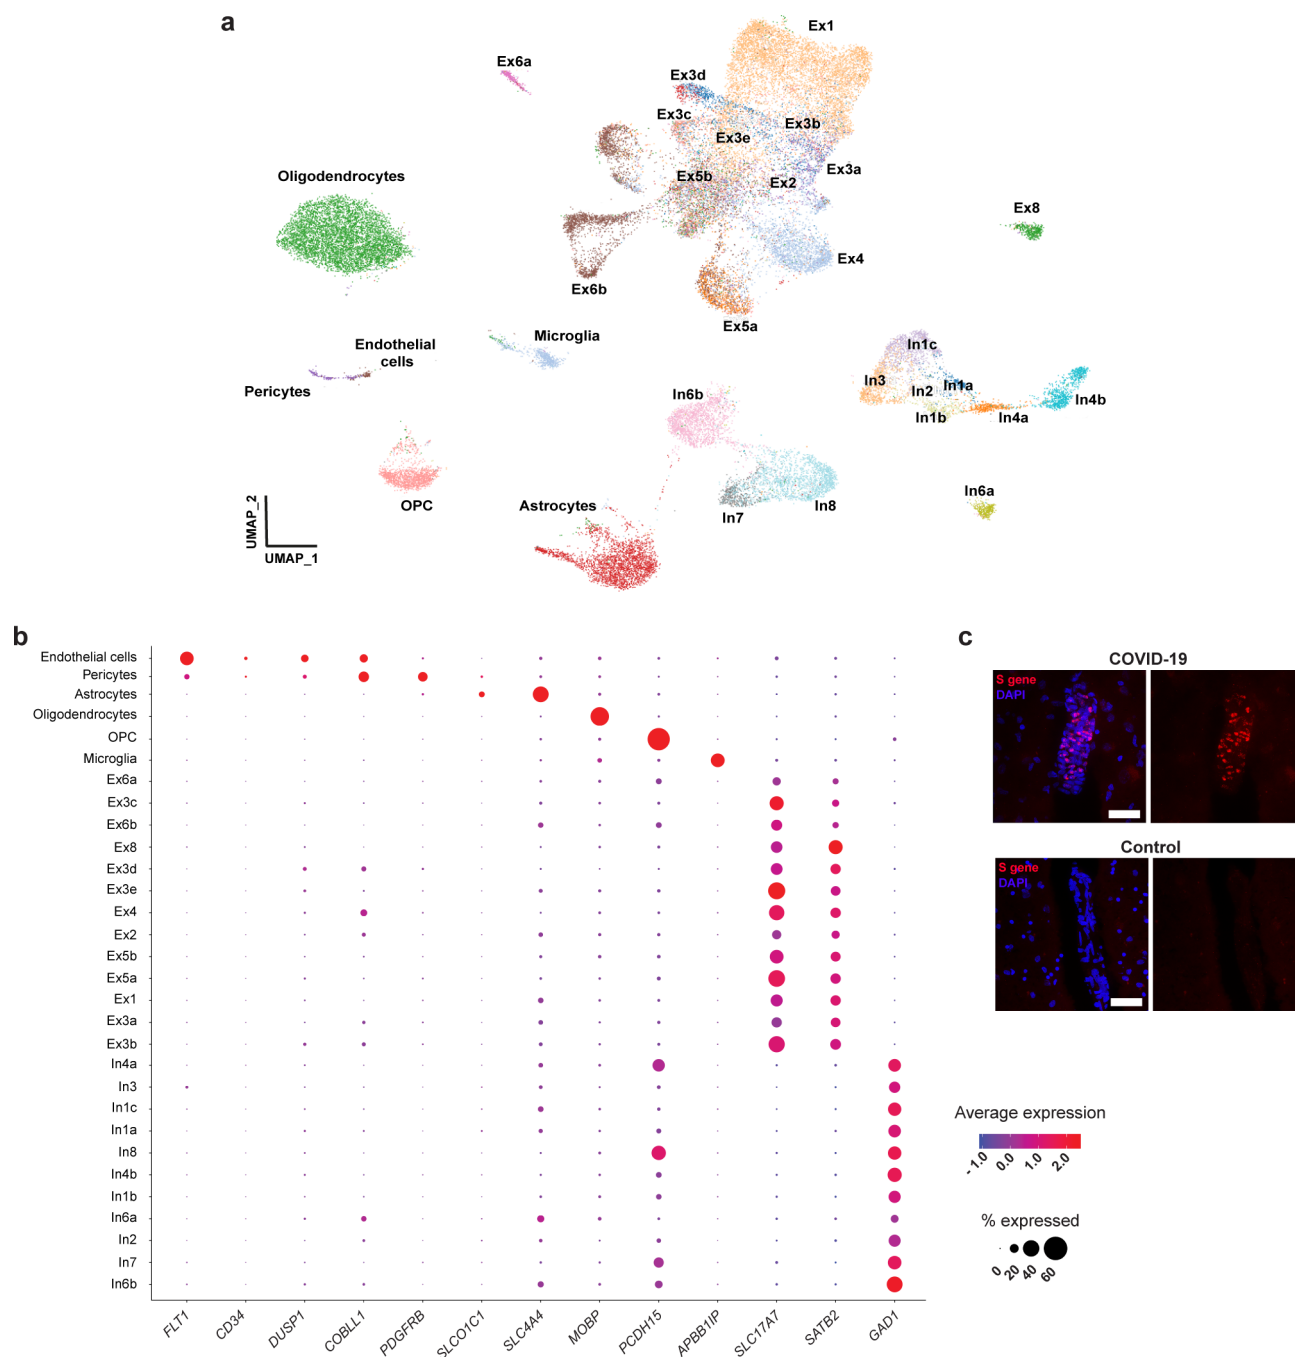 a
Ex1
Ex6a
Ex3d
Ex3c
Ex3b
Ex3e
Ex3a
Ex5b
Ex2
Oligodendrocytes
Ex8
Ex4
Ex6b
Ex5a
Microglia
Endothelial
cells
Pericytes
In1c
In3
In1a
In2
In4b
In1b
In4a
In6b
OPC
Astrocytes
In7
In8
In6a
UMAP_2
UMAP_1
b
Endothelial cells
Pericytes
Astrocytes
Oligodendrocytes
OPC
Microglia
Ex6a
Ex3c
Ex6b
Ex8
Ex3d
Ex3e
Ex4
Ex2
Ex5b
Ex5a
Ex1
Ex3a
Ex3b
In4a
In3
In1c
In1a
In8
In4b
In1b
In6a
In2
In7
In6b
FLT1
CD34
DUSP1
COBLL1
PDGFRB
SLCO1C1
SLC4A4
MOBP
PCDH15
APBB1IP
SLC17A7
SATB2
GAD1
c
COVID-19
S gene
DAPI
Control
S gene
DAPI
Average expression
- 1.0 0.0 1.0 2.0
% expressed
0 20 40 60